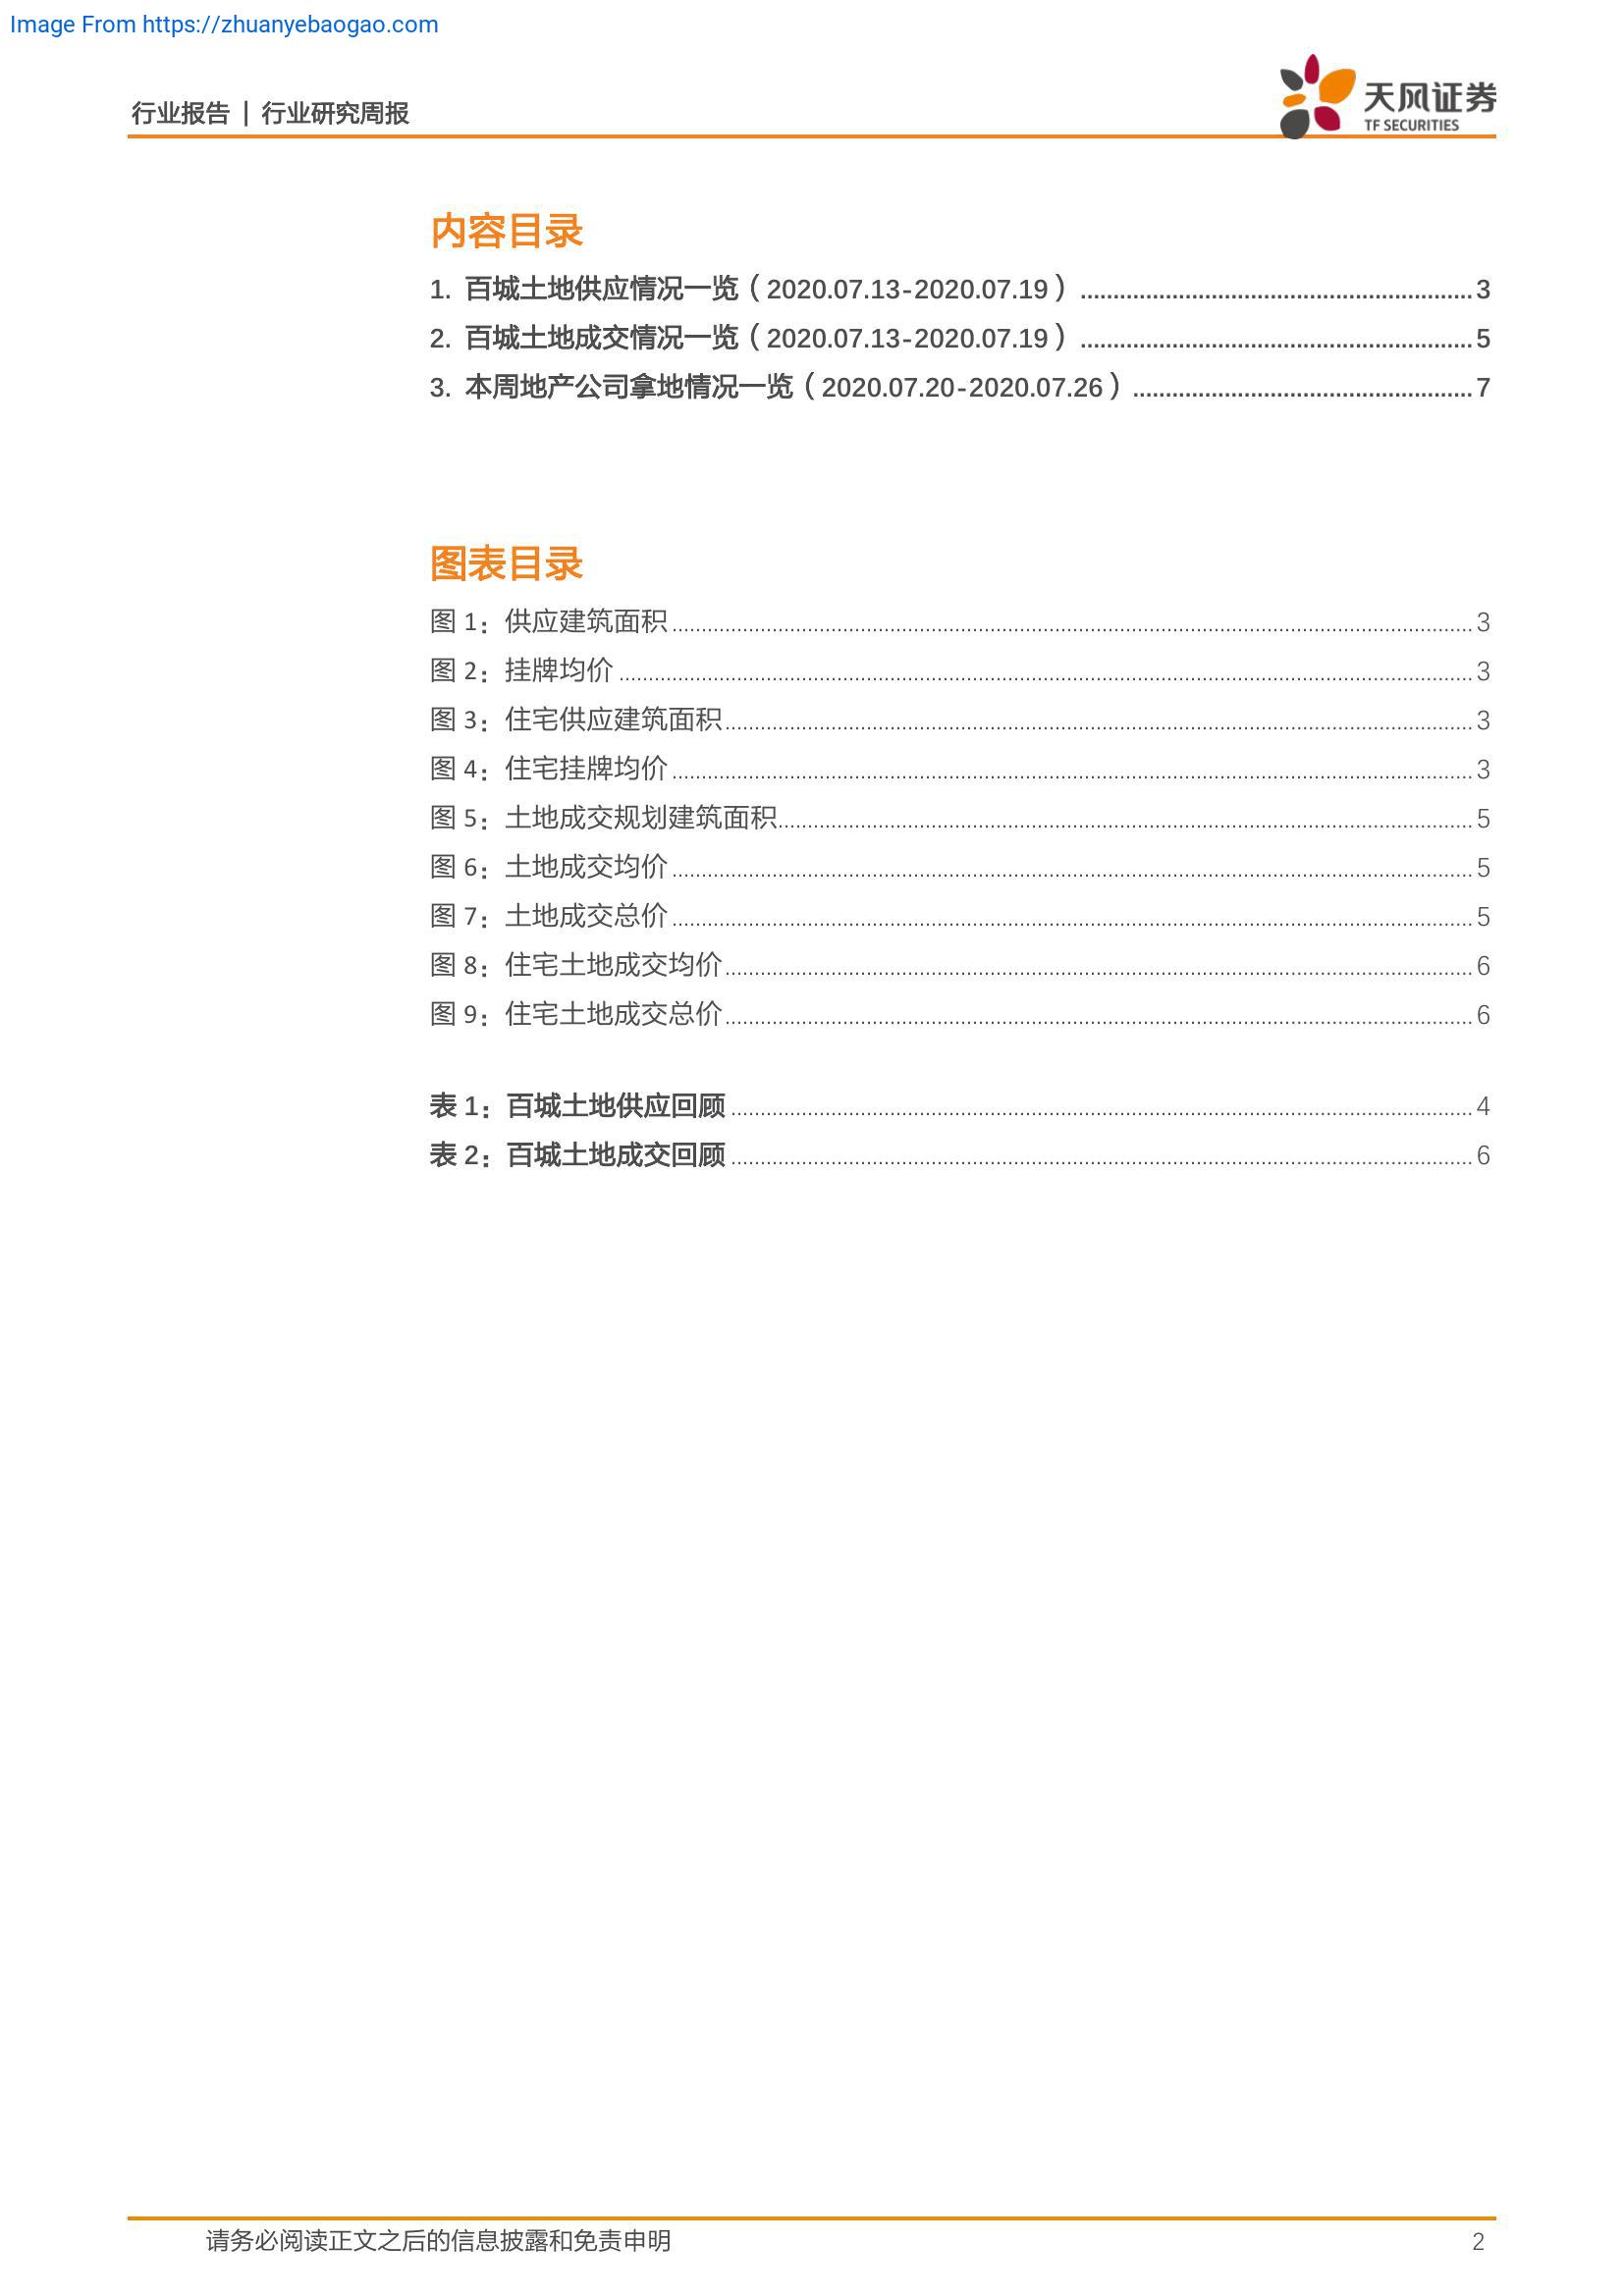 Image From https://zhuanyebaogao.com
行业报告 | 行业研究周报
天风证券
TF SECURITIES
内容目录
1. 百城土地供应情况一览（2020.07.13-2020.07.19）......................................................3
2. 百城土地成交情况一览（2020.07.13-2020.07.19）......................................................5
3. 本周地产公司拿地情况一览（2020.07.20-2020.07.26）...............................................7
图表目录
图 1：供应建筑面积......................................................3
图 2：挂牌均价......................................................3
图 3：住宅供应建筑面积......................................................3
图 4：住宅挂牌均价......................................................3
图 5：土地成交规划建筑面积......................................................5
图 6：土地成交均价......................................................5
图 7：土地成交总价......................................................5
图 8：住宅土地成交均价......................................................6
图 9：住宅土地成交总价......................................................6
表 1：百城土地供应回顾......................................................4
表 2：百城土地成交回顾......................................................6
请务必阅读正文之后的信息披露和免责申明 2